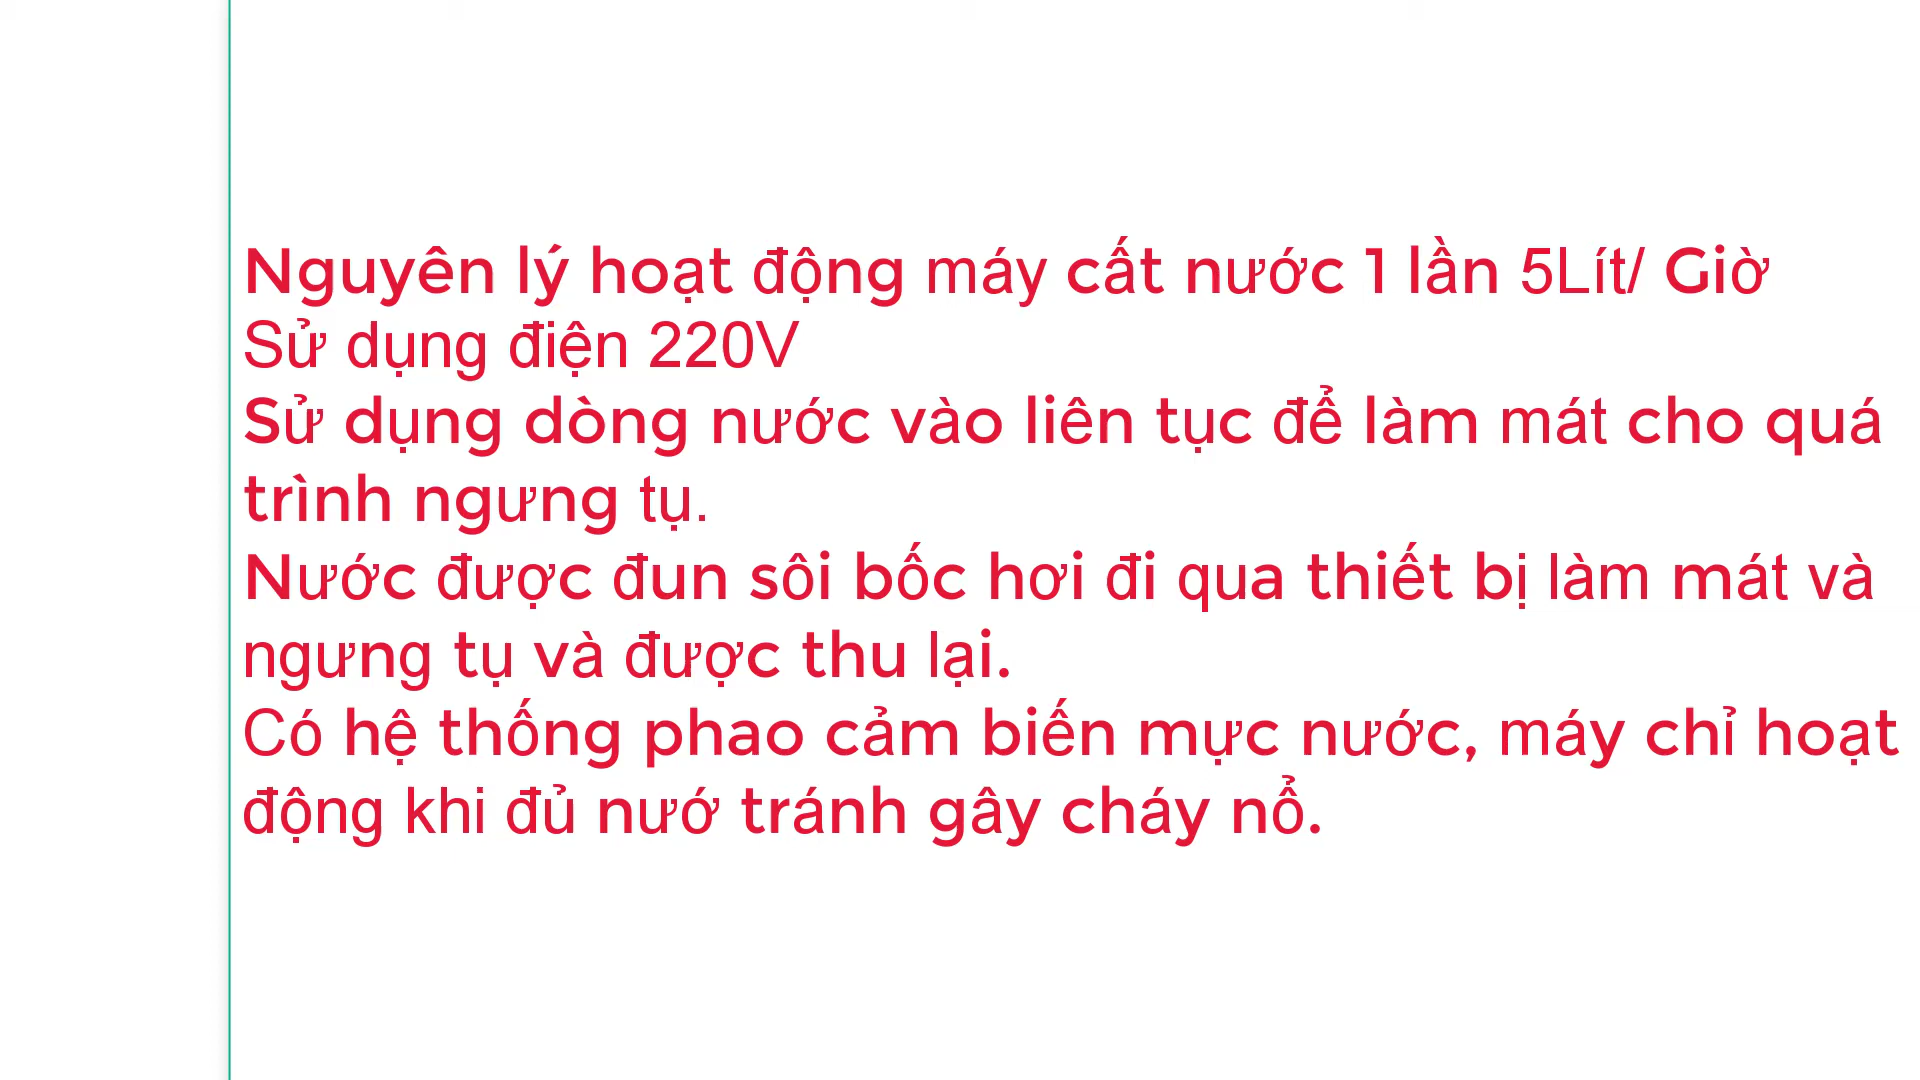 Nguyên lý hoạt động máy cất nước 1 lần 5Lít/ Giờ
Sử dụng điện 220V
Sử dụng dòng nước vào liên tục để làm mát cho quá
trình ngưng tụ.
Nước được đun sôi bốc hơi đi qua thiết bị làm mát và
ngưng tụ và được thu lại.
Có hệ thống phao cảm biến mực nước, máy chỉ hoạt
động khi đủ nướ tránh gây cháy nổ.